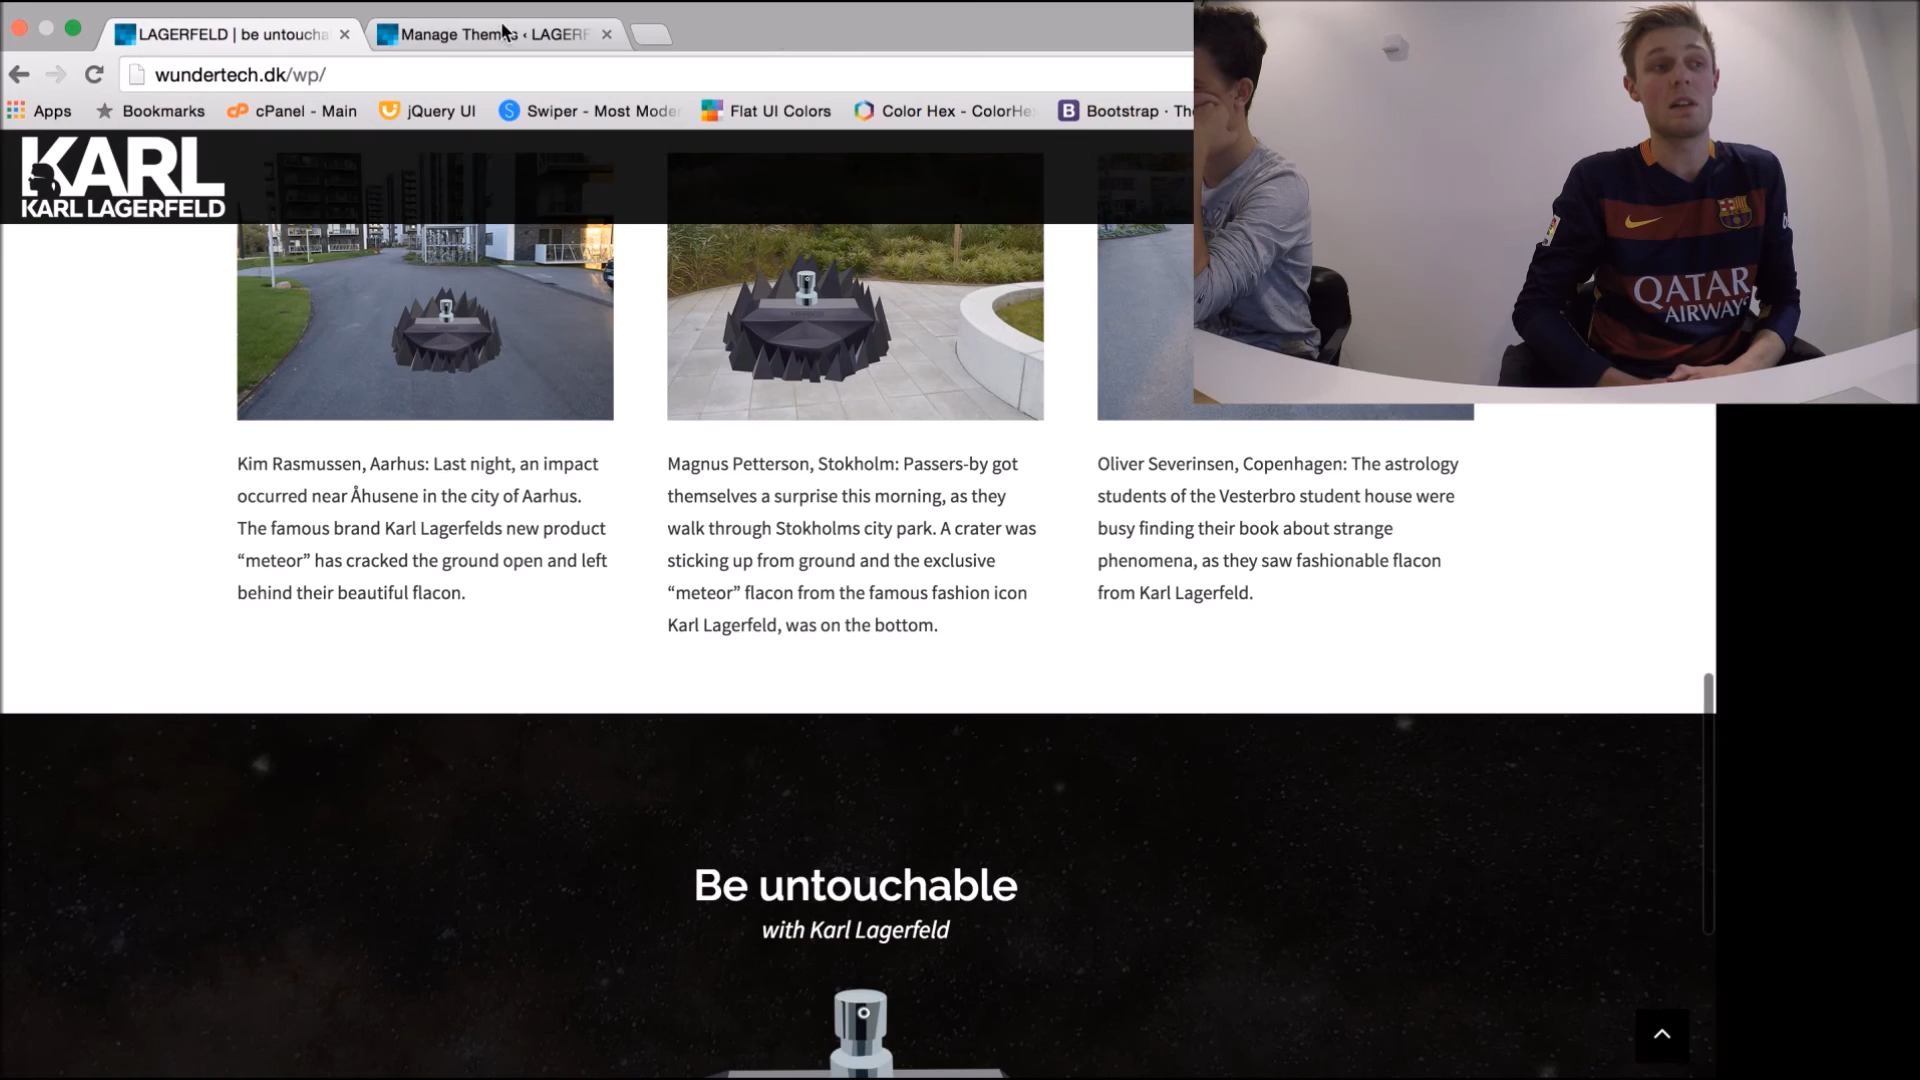 LAGERFELD | be untoucha
Manage Themes ‹ LAGERF
wundertech.dk/wp/
Apps
Bookmarks
cPanel - Main
jQuery UI
Swiper - Most Mode
Flat UI Colors
Color Hex - ColorHe
B
Bootstrap · Th
KARL
KARL LAGERFELD
QATAR
AIRWAY
Kim Rasmussen, Aarhus: Last night, an impact
occurred near Åhusene in the city of Aarhus.
The famous brand Karl Lagerfelds new product
“meteor” has cracked the ground open and left
behind their beautiful flacon.
Magnus Petterson, Stokholm: Passers-by got
themselves a surprise this morning, as they
walk through Stokholms city park. A crater was
sticking up from ground and the exclusive
“meteor” flacon from the famous fashion icon
Karl Lagerfeld, was on the bottom.
Oliver Severinsen, Copenhagen: The astrology
students of the Vesterbro student house were
busy finding their book about strange
phenomena, as they saw fashionable flacon
from Karl Lagerfeld.
Be untouchable
with Karl Lagerfeld